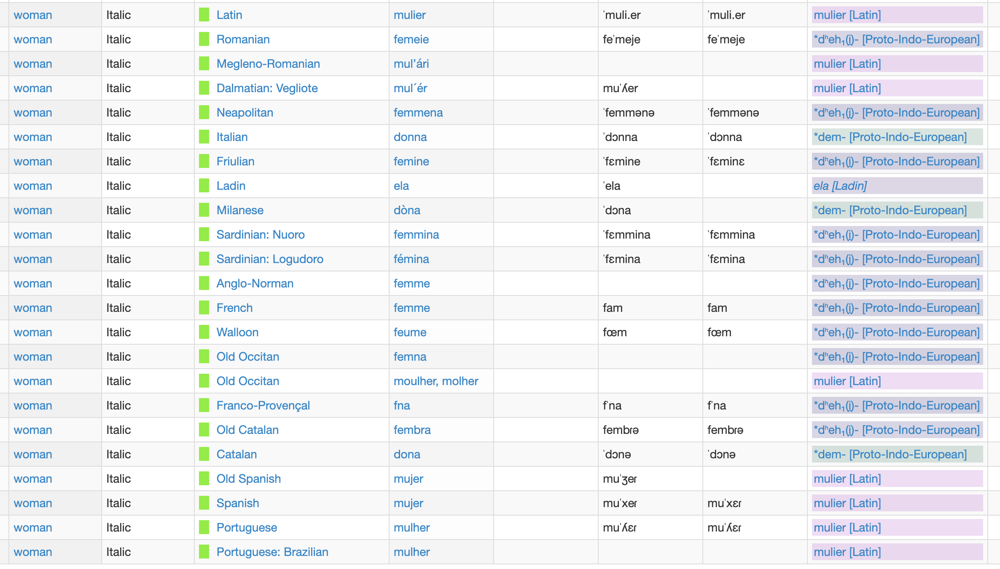 woman Italic Latin mulier ˈmuli.er ˈmuli.er mulier [Latin]
woman Italic Romanian femeie feˈmeje feˈmeje *dʰeh₁(i̯)- [Proto-Indo-European]
woman Italic Megleno-Romanian mul’ári mulier [Latin]
woman Italic Dalmatian: Vegliote mul´ér muˈʎer mulier [Latin]
woman Italic Neapolitan femmena ˈfemmənə ˈfemmənə *dʰeh₁(i̯)- [Proto-Indo-European]
woman Italic Italian donna ˈdɔnna ˈdɔnna *dem- [Proto-Indo-European]
woman Italic Friulian femine ˈfɛmine ˈfɛminɛ *dʰeh₁(i̯)- [Proto-Indo-European]
woman Italic Ladin ela ˈela ela [Ladin]
woman Italic Milanese dòna ˈdɔna *dem- [Proto-Indo-European]
woman Italic Sardinian: Nuoro femmina ˈfɛmmina ˈfɛmmina *dʰeh₁(i̯)- [Proto-Indo-European]
woman Italic Sardinian: Logudoro fémina ˈfɛmina ˈfɛmina *dʰeh₁(i̯)- [Proto-Indo-European]
woman Italic Anglo-Norman femme *dʰeh₁(i̯)- [Proto-Indo-European]
woman Italic French femme fam fam *dʰeh₁(i̯)- [Proto-Indo-European]
woman Italic Walloon feume fœm fœm *dʰeh₁(i̯)- [Proto-Indo-European]
woman Italic Old Occitan femna *dʰeh₁(i̯)- [Proto-Indo-European]
woman Italic Old Occitan moulher, molher mulier [Latin]
woman Italic Franco-Provençal fna fˈna fˈna *dʰeh₁(i̯)- [Proto-Indo-European]
woman Italic Old Catalan fembra fembɾə fembɾə *dʰeh₁(i̯)- [Proto-Indo-European]
woman Italic Catalan dona ˈdɔnə ˈdɔnə *dem- [Proto-Indo-European]
woman Italic Old Spanish mujer muˈʒeɾ mulier [Latin]
woman Italic Spanish mujer muˈxeɾ muˈxɛɾ mulier [Latin]
woman Italic Portuguese mulher muˈʎɛɾ muˈʎɛɾ mulier [Latin]
woman Italic Portuguese: Brazilian mulher mulier [Latin]